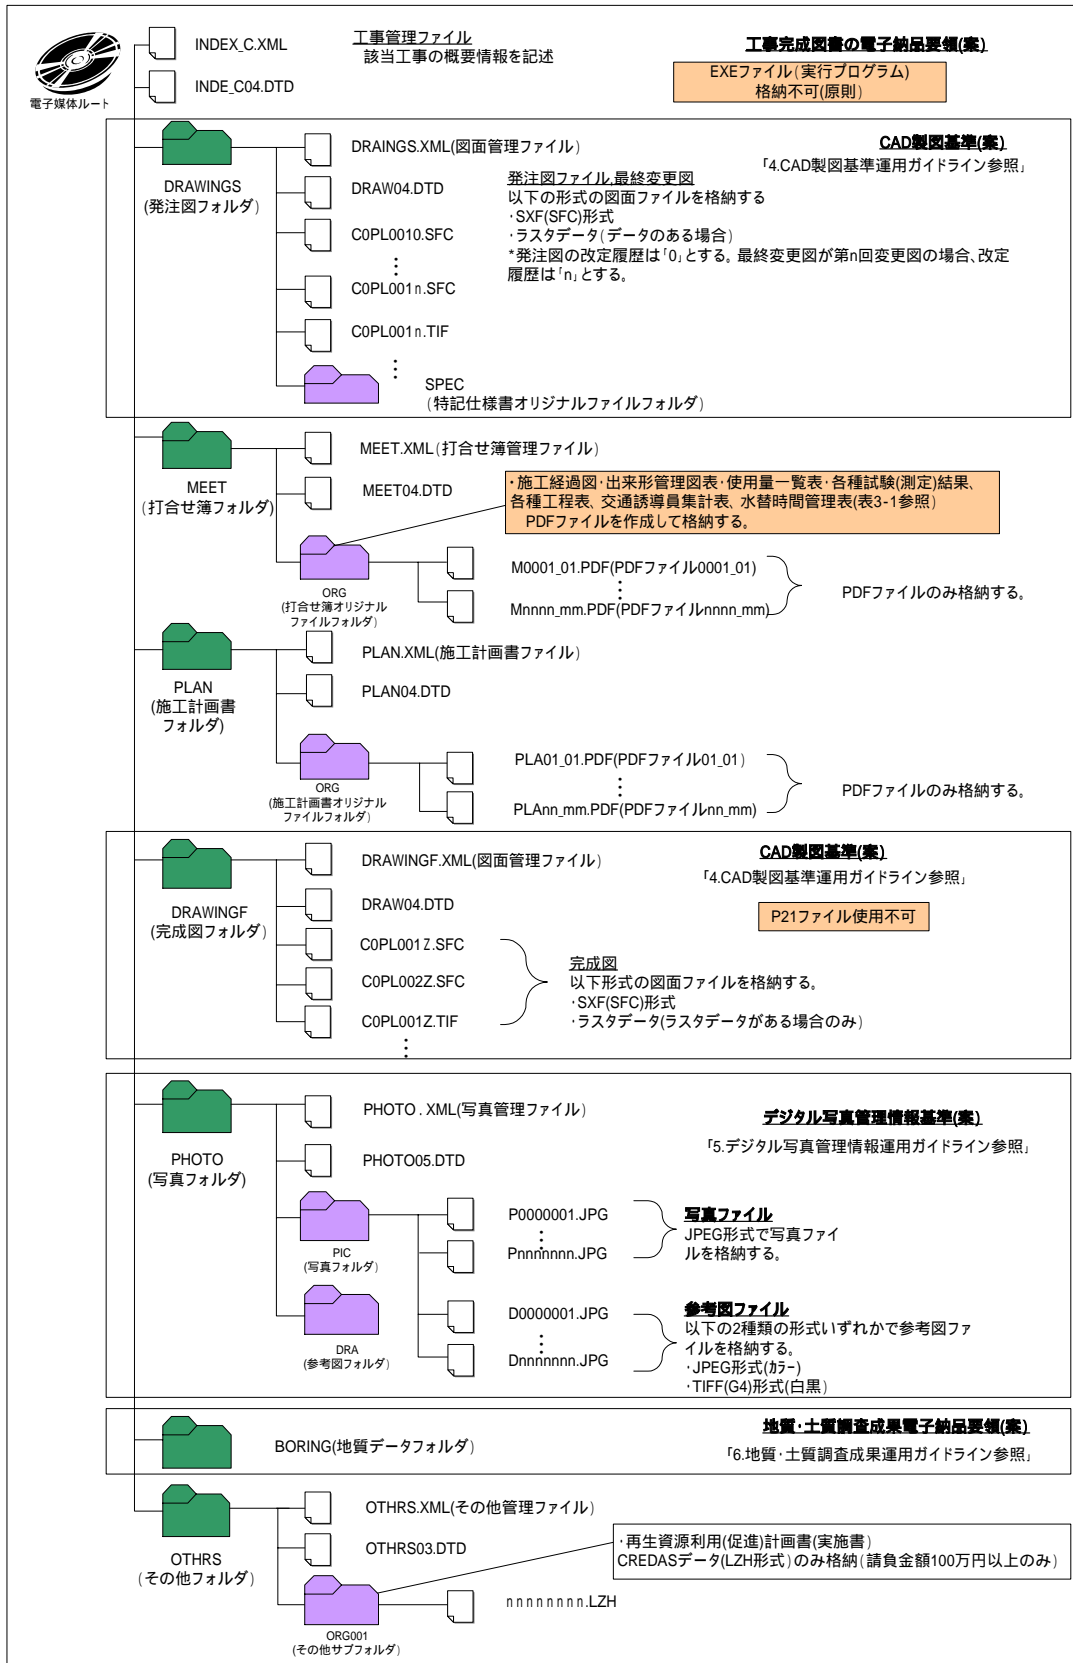 INDEX_C.XML
工事管理ファイル
該当工事の概要情報を記述
工事完成図書の電子納品要領(案)
EXEファイル(実行プログラム)
格納不可(原則)
INDE_C04.DTD
電子媒体ルート
DRAWINGS
(発注図フォルダ)
DRAINGS.XML(図面管理ファイル)
CAD製図基準(案)
「4.CAD製図基準運用ガイドライン参照」
DRAW04.DTD
発注図ファイル,最終変更図
以下の形式の図面ファイルを格納する
・SXF(SFC)形式
・ラスタデータ(データのある場合)
*発注図の改定履歴は「0」とする。最終変更図が第n回変更図の場合、改定
履歴は「n」とする。
C0PL0010.SFC
⋮
C0PL001n.SFC
C0PL001n.TIF
⋮
SPEC
(特記仕様書オリジナルファイルフォルダ)
MEET
(打合せ簿フォルダ)
MEET.XML(打合せ簿管理ファイル)
MEET04.DTD
・施工経過図・出来形管理図表・使用量一覧表・各種試験(測定)結果、
各種工程表、交通誘導員集計表、水替時間管理表(表3-1参照)
PDFファイルを作成して格納する。
ORG
(打合せ簿オリジナル
ファイルフォルダ)
M0001_01.PDF(PDFファイル0001_01)
⋮
Mnnnn_mm.PDF(PDFファイルnnnn_mm)
PDFファイルのみ格納する。
PLAN
(施工計画書
フォルダ)
PLAN.XML(施工計画書ファイル)
PLAN04.DTD
ORG
(施工計画書オリジナル
ファイルフォルダ)
PLA01_01.PDF(PDFファイル01_01)
⋮
PLAnn_mm.PDF(PDFファイルnn_mm)
PDFファイルのみ格納する。
DRAWINGF
(完成図フォルダ)
DRAWINGF.XML(図面管理ファイル)
CAD製図基準(案)
「4.CAD製図基準運用ガイドライン参照」
DRAW04.DTD
P21ファイル使用不可
C0PL001Z.SFC
C0PL002Z.SFC
C0PL001Z.TIF
⋮
完成図
以下形式の図面ファイルを格納する。
・SXF(SFC)形式
・ラスタデータ(ラスタデータがある場合のみ)
PHOTO
(写真フォルダ)
PHOTO.XML(写真管理ファイル)
デジタル写真管理情報基準(案)
「5.デジタル写真管理情報運用ガイドライン参照」
PHOTO05.DTD
PIC
(写真フォルダ)
P0000001.JPG
⋮
Pnnnnnnn.JPG
写真ファイル
JPEG形式で写真ファイ
ルを格納する。
DRA
(参考図フォルダ)
D0000001.JPG
⋮
Dnnnnnnn.JPG
参考図ファイル
以下の2種類の形式いずれかで参考図ファ
イルを格納する。
・JPEG形式(カラー)
・TIFF(G4)形式(白黒)
BORING(地質データフォルダ)
地質・土質調査成果電子納品要領(案)
「6.地質・土質調査成果運用ガイドライン参照」
OTHRS
(その他フォルダ)
OTHRS.XML(その他管理ファイル)
OTHRS03.DTD
・再生資源利用(促進)計画書(実施書)
CREDASデータ(LZH形式)のみ格納(請負金額100万円以上のみ)
ORG001
(その他サブフォルダ)
nnnnnnnn.LZH